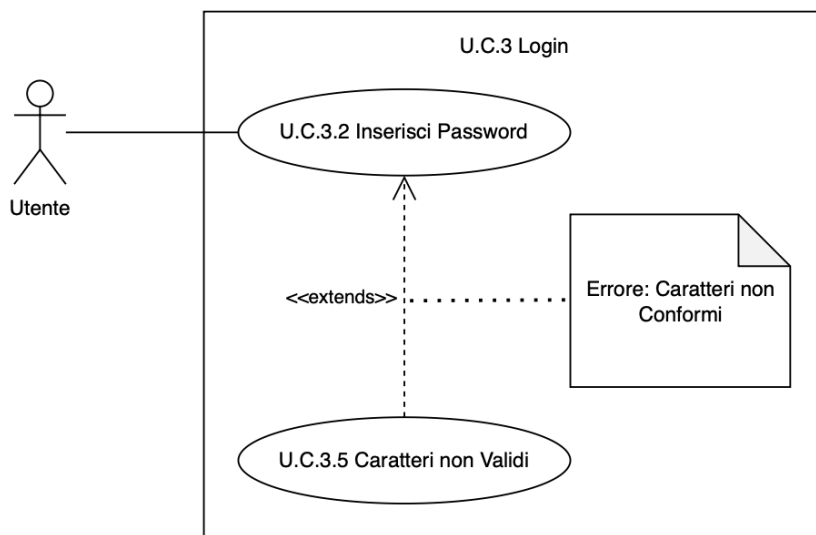 U.C.3 Login
U.C.3.2 Inserisci Password
Utente
<<extends>>
Errore: Caratteri non
Conformi
U.C.3.5 Caratteri non Validi